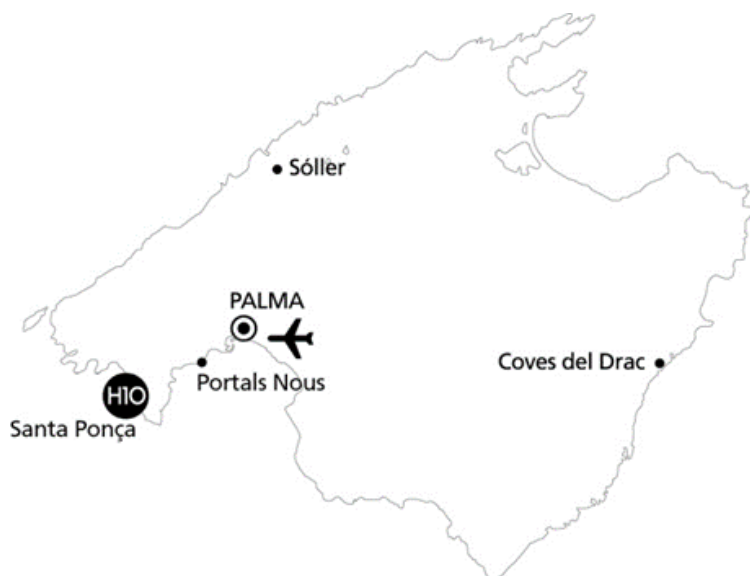 Sóller
PALMA
Coves del Drac
Portals Nous
H10
Santa Ponça